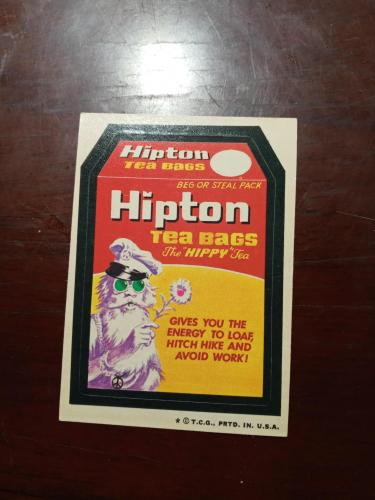 Hipton
TEA BAGS
BEG OR STEAL PACK
Hipton
TEA BAGS
The "HIPPY" Tea
GIVES YOU THE
ENERGY TO LOAF,
HITCH HIKE AND
AVOID WORK!
* © T.C.G., PRTD. IN. U.S.A.